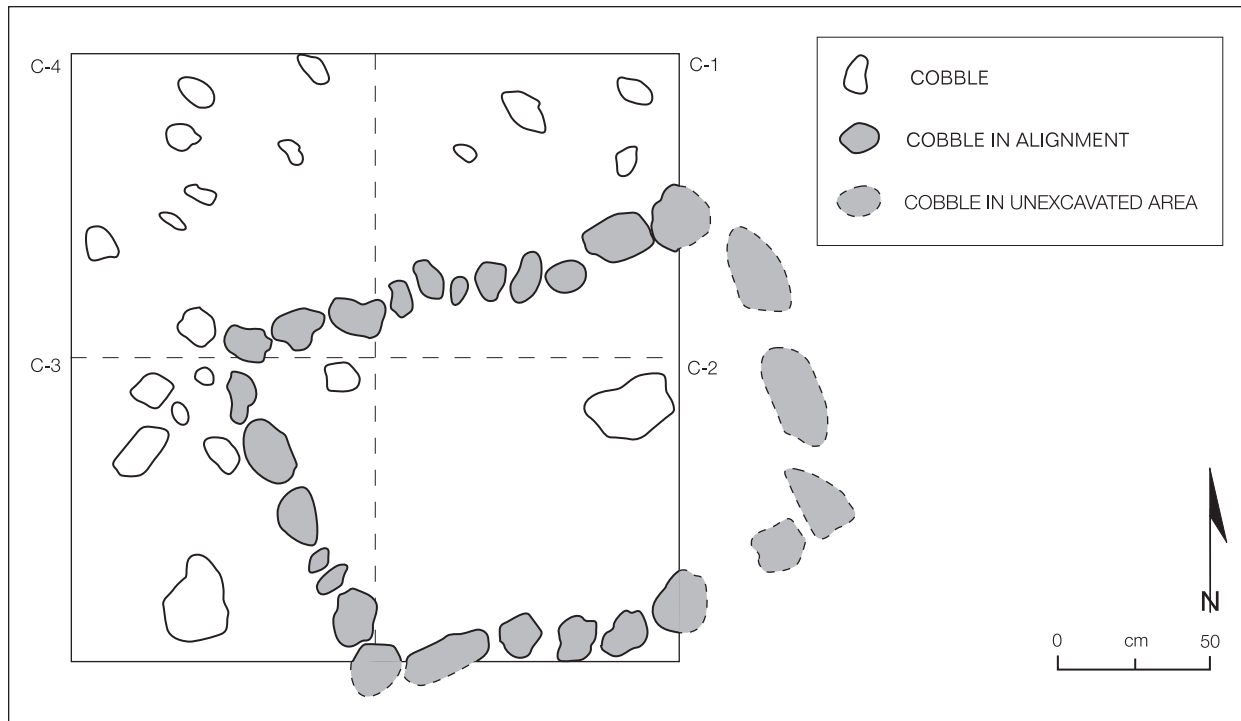 C-4
C-1
COBBLE
COBBLE IN ALIGNMENT
COBBLE IN UNEXCAVATED AREA
C-3
C-2
N
0 cm 50